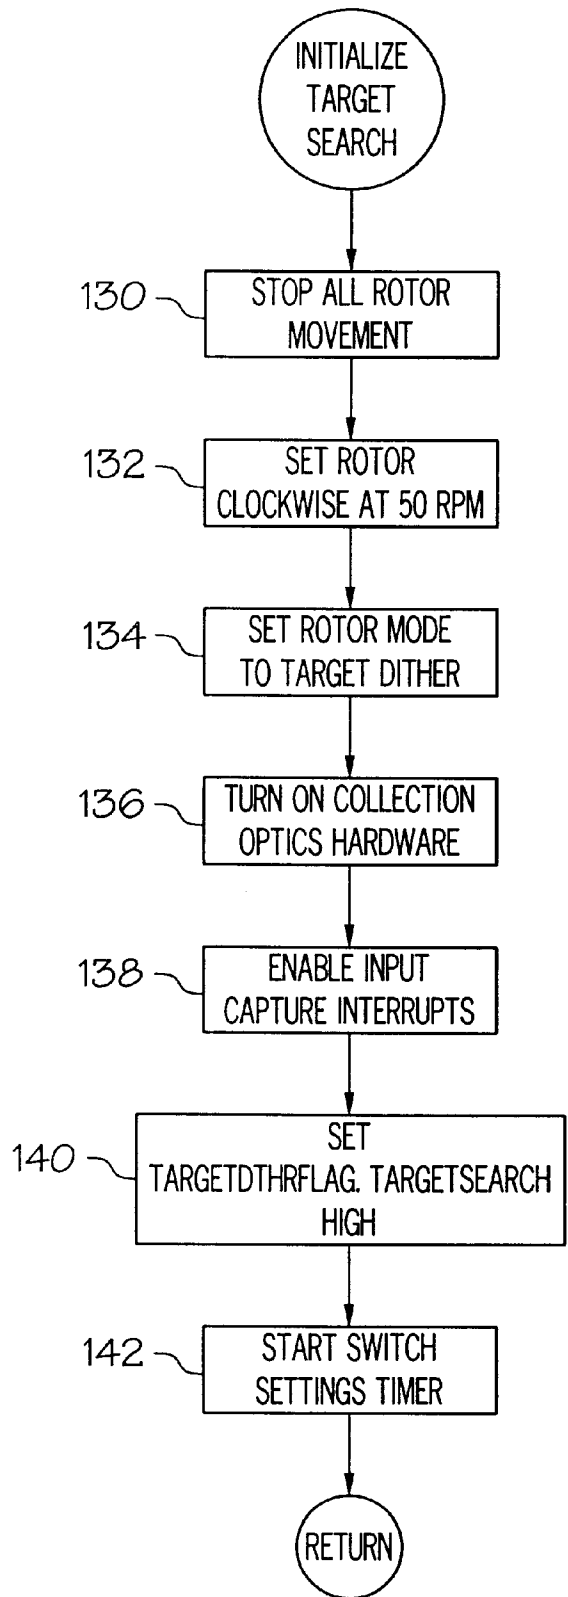 INITIALIZE
TARGET
SEARCH
130
STOP ALL ROTOR
MOVEMENT
132
SET ROTOR
CLOCKWISE AT 50 RPM
134
SET ROTOR MODE
TO TARGET DITHER
136
TURN ON COLLECTION
OPTICS HARDWARE
138
ENABLE INPUT
CAPTURE INTERRUPTS
140
SET
TARGETDTHRFLAG. TARGETSEARCH
HIGH
142
START SWITCH
SETTINGS TIMER
RETURN